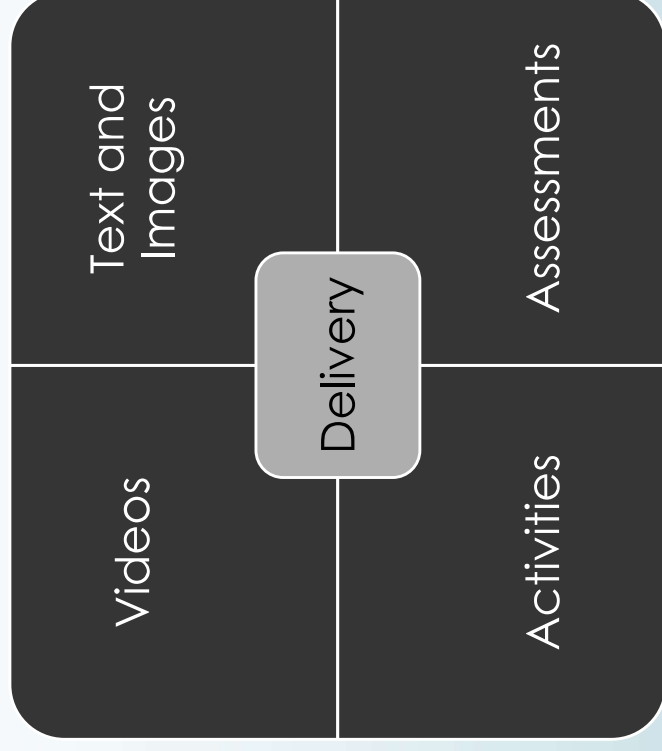 Videos
Text and
Images
Delivery
Activities
Assessments